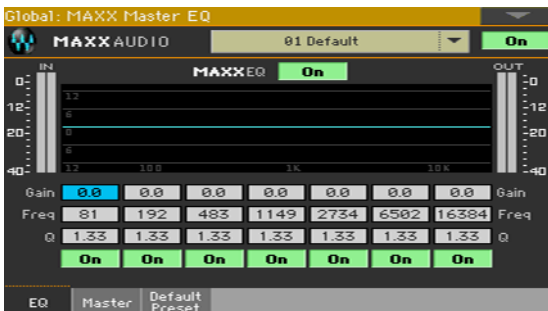 Global: MAXX Master EQ
MAXXAUDIO 01 Default On
IN MAXXEQ On OUT
0 0
12 12 -12
6
20 0 20
6
40 12 100 1K 10K -40
Gain 0.0 0.0 0.0 0.0 0.0 0.0 0.0 Gain
Freq 81 192 483 1149 2734 6502 16384 Freq
Q 1.33 1.33 1.33 1.33 1.33 1.33 1.33 Q
On On On On On On On
EQ Master Default Preset